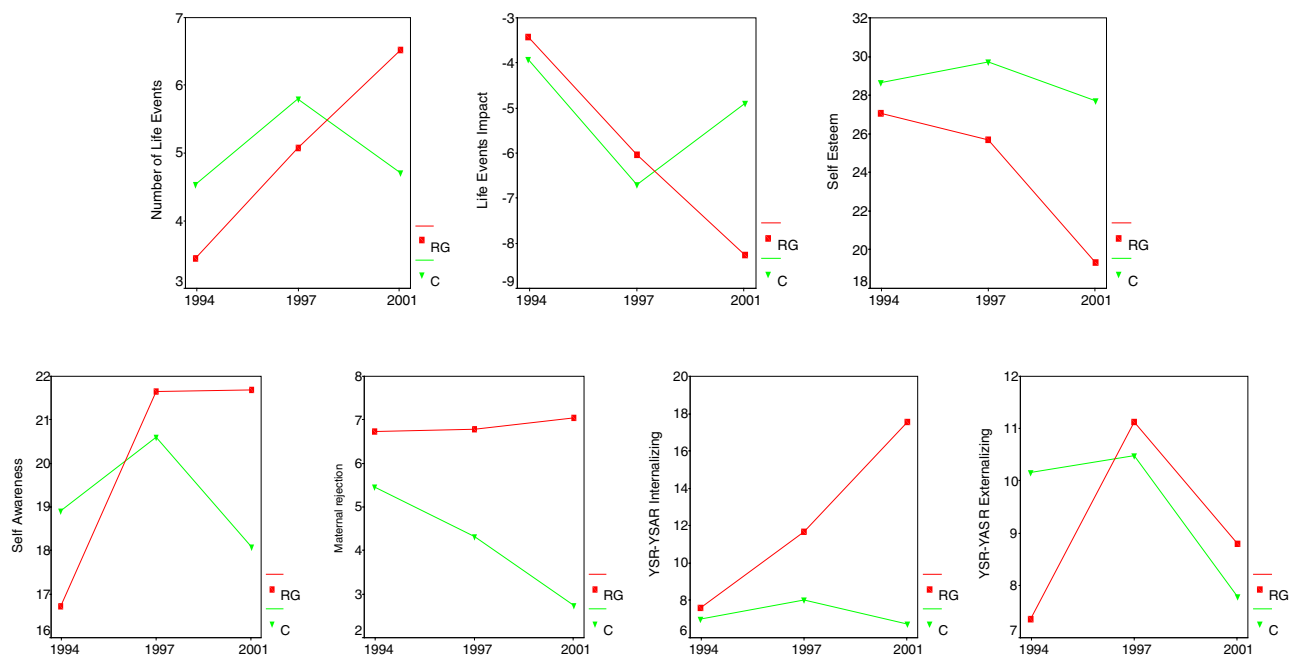 Number of Life Events
7
6
5
4
3
1994 1997 2001
RG
C
Life Events Impact
-3
-4
-5
-6
-7
-8
-9
1994 1997 2001
RG
C
Self Esteem
36
34
32
30
28
26
24
22
20
18
1994 1997 2001
RG
C
Self Awareness
22
21
20
19
18
17
16
1994 1997 2001
RG
C
Maternal rejection
8
7
6
5
4
3
2
1994 1997 2001
RG
C
YSR-YSAR Internalizing
20
18
16
14
12
10
8
6
1994 1997 2001
RG
C
YSR-YAS R Externalizing
12
11
10
9
8
7
1994 1997 2001
RG
C